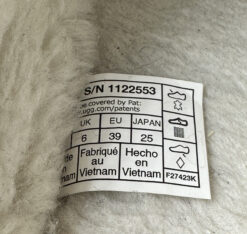 S/N 1122553
covered by Pat:
ugg.com/patents
UK EU JAPAN
6 39 25
Fabriqué Hecho
in au en
Vietnam Vietnam
F27423K